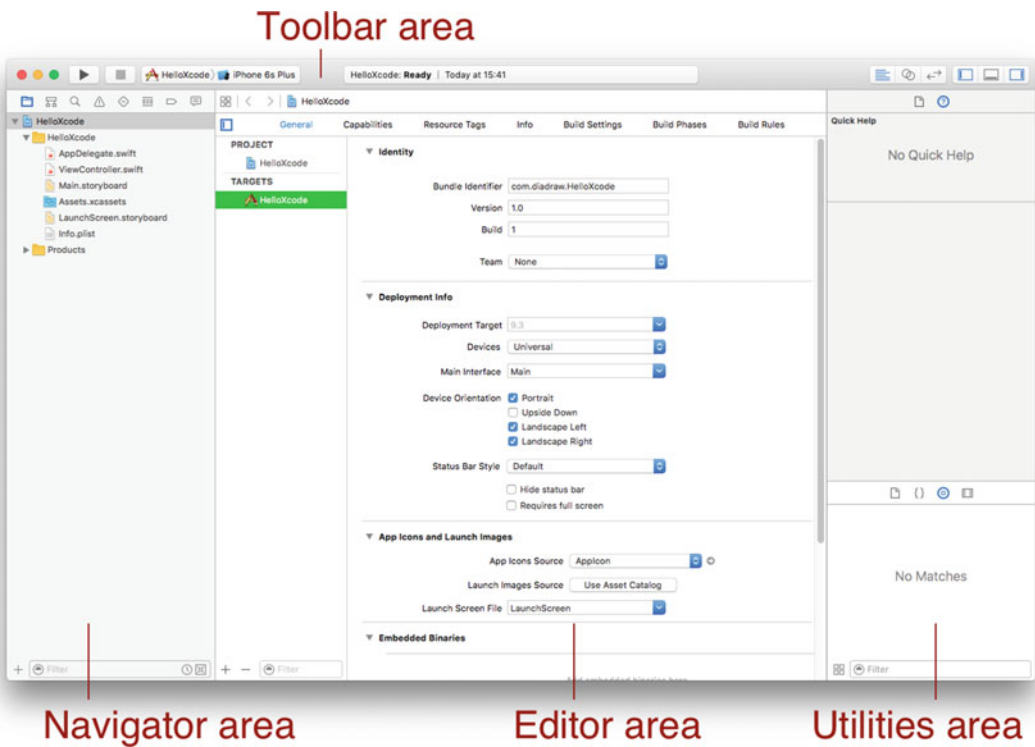 Toolbar area
HelloXcode iPhone 6s Plus HelloXcode: Ready | Today at 15:41
HelloXcode
HelloXcode
HelloXcode
AppDelegate.swift
ViewController.swift
Main.storyboard
Assets.xcassets
LaunchScreen.storyboard
Info.plist
Products
Filter
General Capabilities Resource Tags Info Build Settings Build Phases Build Rules
PROJECT
HelloXcode
TARGETS
HelloXcode
Filter
Identity
Bundle Identifier com.diadraw.HelloXcode
Version 1.0
Build 1
Team None
Deployment Info
Deployment Target 9.3
Devices Universal
Main Interface Main
Device Orientation Portrait
Upside Down
Landscape Left
Landscape Right
Status Bar Style Default
Hide status bar
Requires full screen
App Icons and Launch Images
App Icons Source AppIcon
Launch Images Source Use Asset Catalog
Launch Screen File LaunchScreen
Embedded Binaries
Add embedded binaries here
Quick Help
No Quick Help
No Matches
Filter
Navigator area Editor area Utilities area